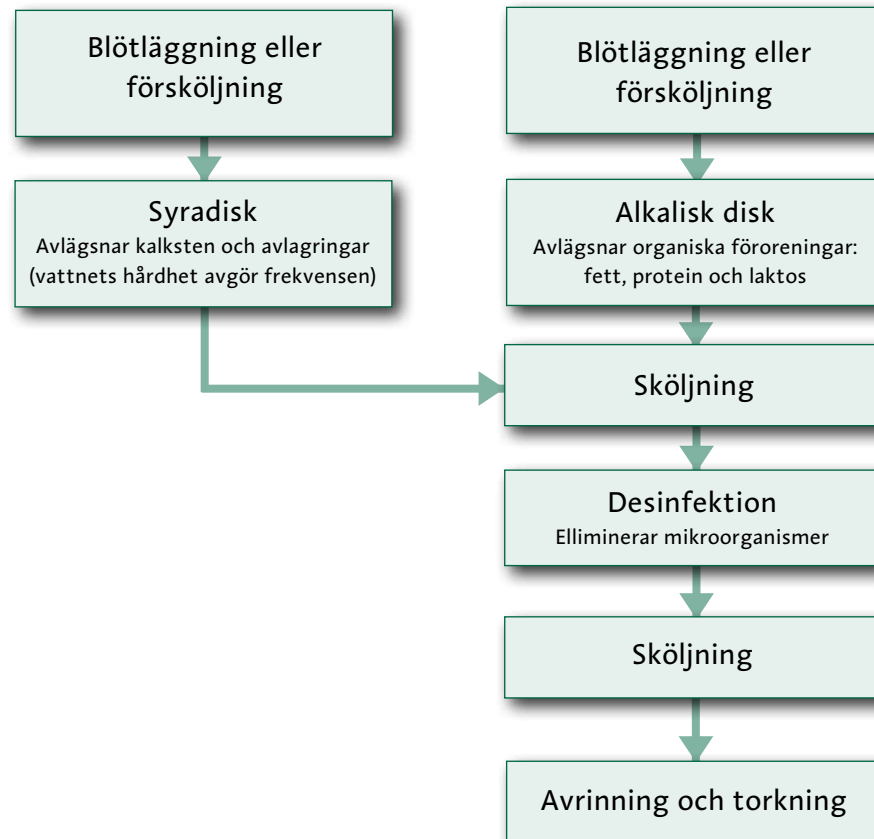 Blötläggning eller
försköljning
Syradisk
Avlägsnar kalksten och avlagringar
(vattnets hårdhet avgör frekvensen)
Blötläggning eller
försköljning
Alkalisk disk
Avlägsnar organiska föroreningar:
fett, protein och laktos
Sköljning
Desinfektion
Elliminerar mikroorganismer
Sköljning
Avrinning och torkning